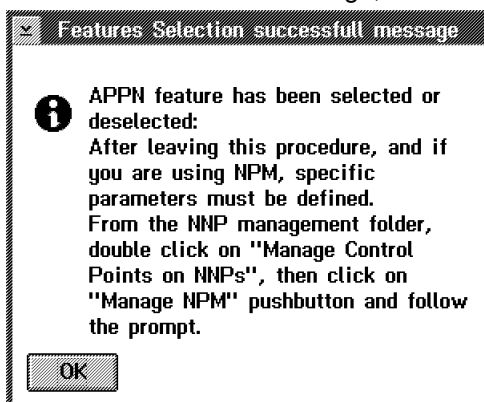 Features Selection successfull message
APPN feature has been selected or
deselected:
After leaving this procedure, and if
you are using NPM, specific
parameters must be defined.
From the NNP management folder,
double click on "Manage Control
Points on NNPs", then click on
"Manage NPM" pushbutton and follow
the prompt.
OK